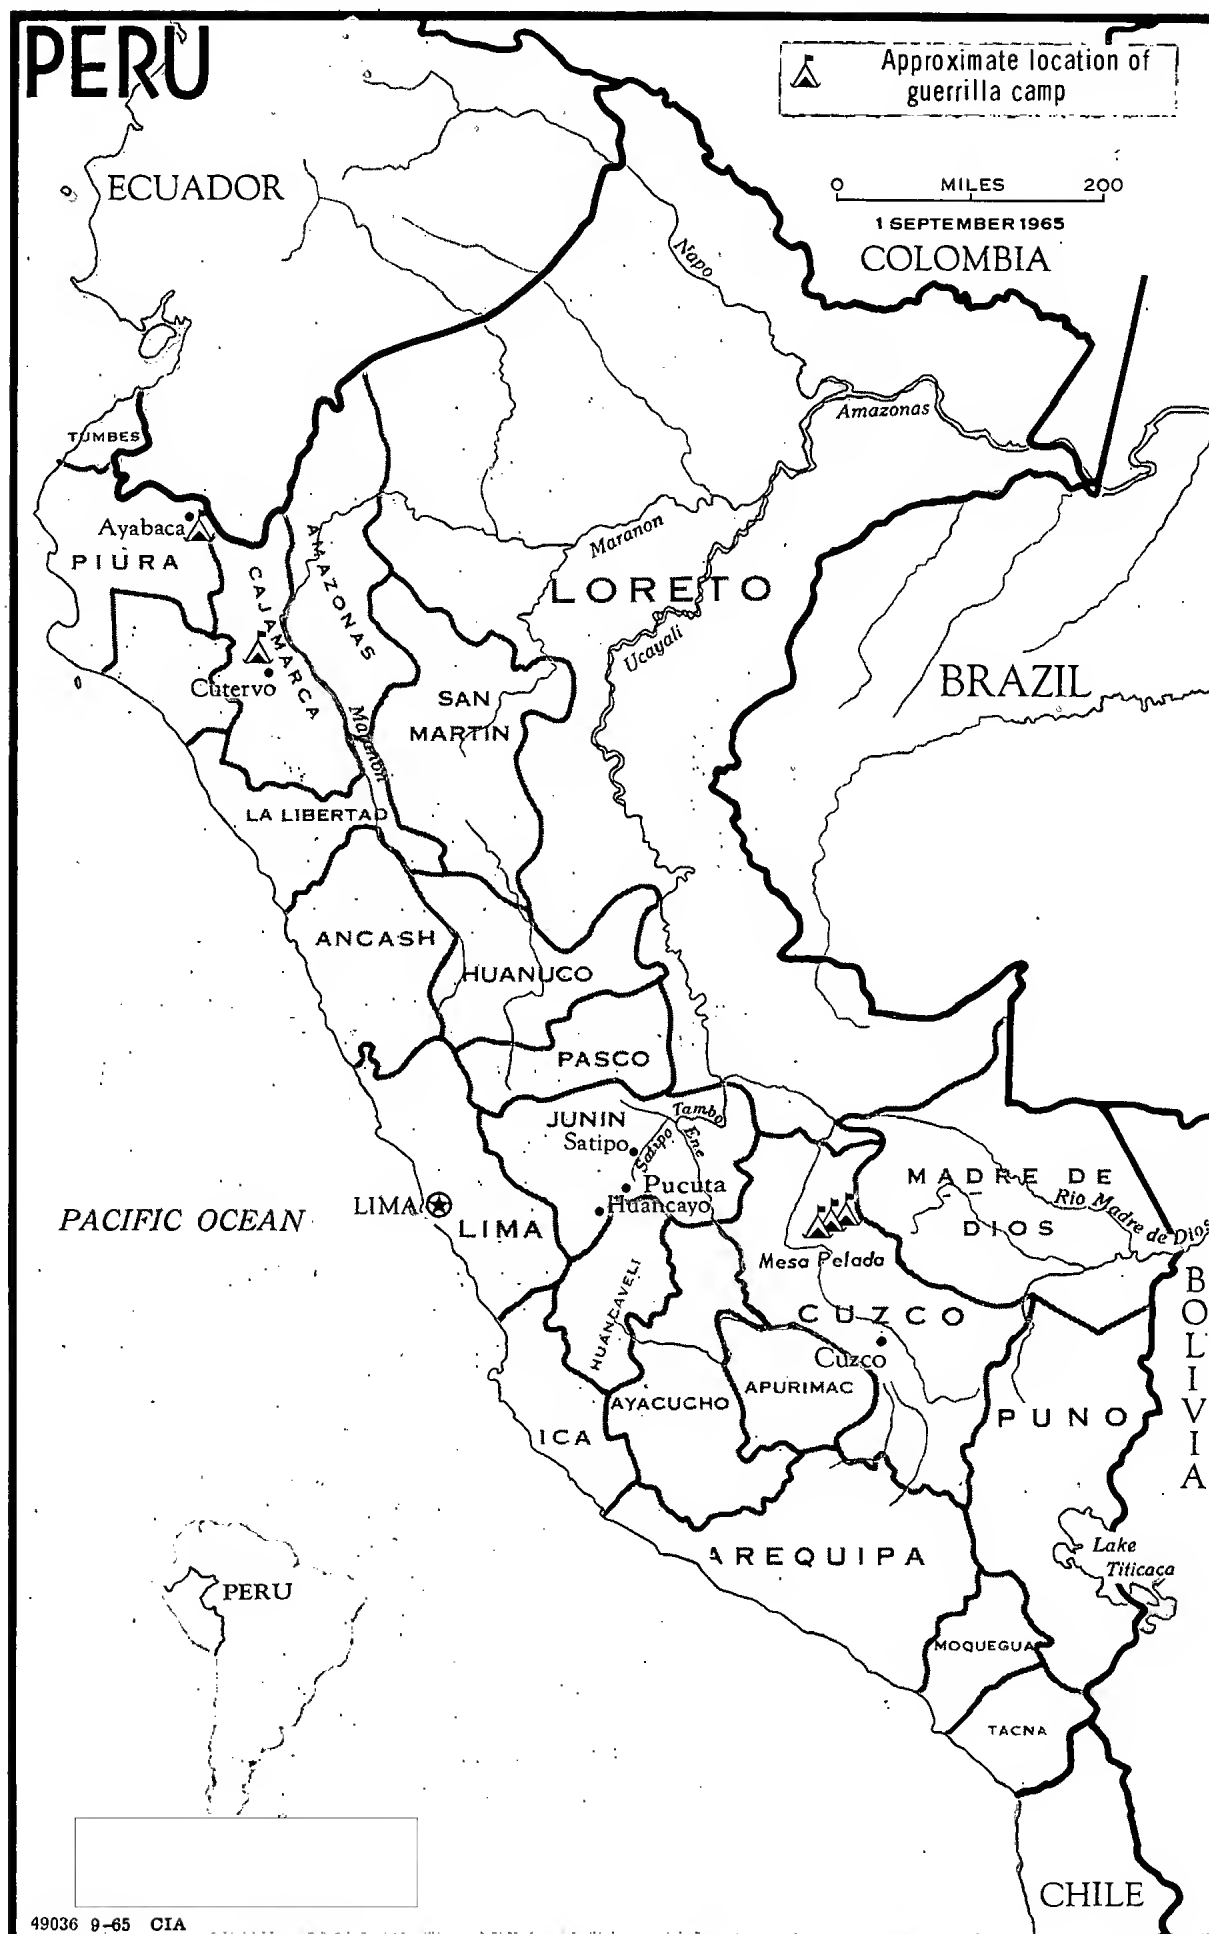 PERU
Approximate location of
guerrilla camp
0 MILES 200
1 SEPTEMBER 1965
ECUADOR
COLOMBIA
Napo
Amazonas
TUMBES
Ayabaca
PIURA
AMAZONAS
CAJAMARCA
Maranon
LORETO
Ucayali
BRAZIL
Cutervo
SAN
MARTIN
Maranon
LA LIBERTAD
ANCASH
HUANUCO
PASCO
JUNIN
Tambo
Satipo
Satipo
Ene
Pucuta
Huancayo
LIMA
LIMA
PACIFIC OCEAN
MADRE DE
DIOS
Rio Madre de Dios
Mesa Pelada
HUANCAVELI
CUZCO
Cuzco
BOLIVIA
AYACUCHO
APURIMAC
PUNO
ICA
AREQUIPA
Lake
Titicaca
PERU
MOQUEGUA
TACNA
CHILE
49036 9-65 CIA